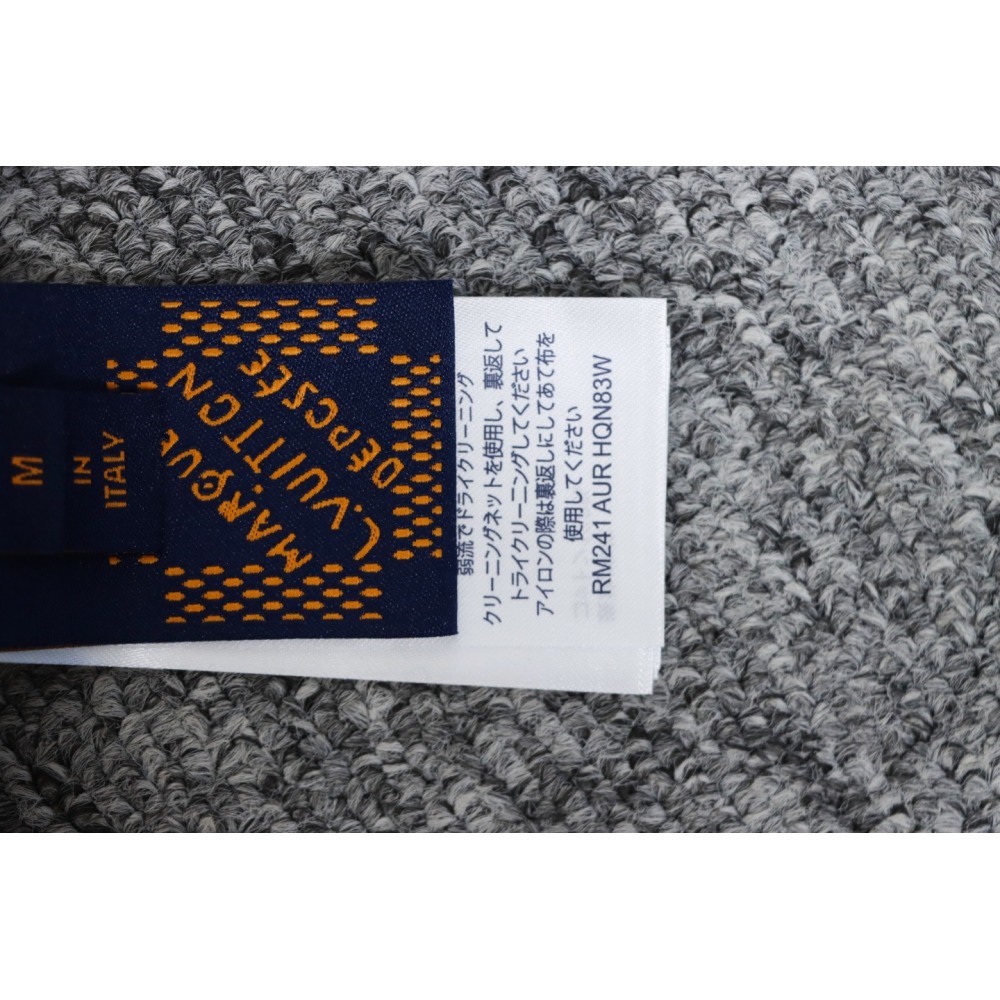 M
IN
ITALY
MARQUE
L.VUITTON
DÉPOSÉE
弱流でドライクリーニング
クリーニングネットを使用し、裏返して
ドライクリーニングしてください
アイロンの際は裏返しにしてあて布を
使用してください
RM241 AUR HQN83W